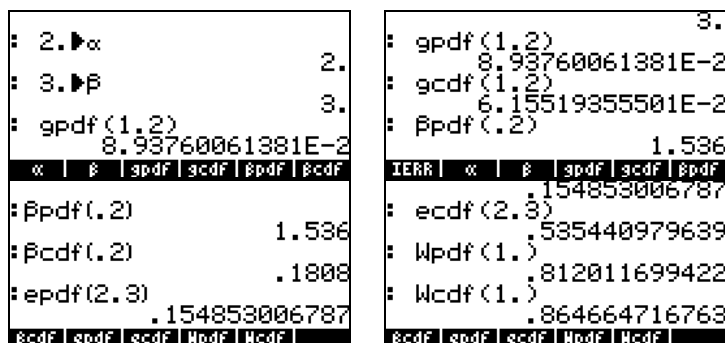 : 2.▶α
2.
: 3.▶β
3.
: gpdf(1.2)
8.93760061381E-2
α β gpdf gcdf βpdf βcdf
3.
: gpdf(1.2)
8.93760061381E-2
: gcdf(1.2)
6.15519355501E-2
: βpdf(.2)
1.536
IERR α β gpdf gcdf βpdf
:βpdf(.2)
1.536
:βcdf(.2)
.1808
:epdf(2.3)
.154853006787
βcdf epdf ecdf Wpdf Wcdf
.154853006787
: ecdf(2.3)
.535440979639
: Wpdf(1.)
.812011699422
: Wcdf(1.)
.864664716763
βcdf epdf ecdf Wpdf Wcdf